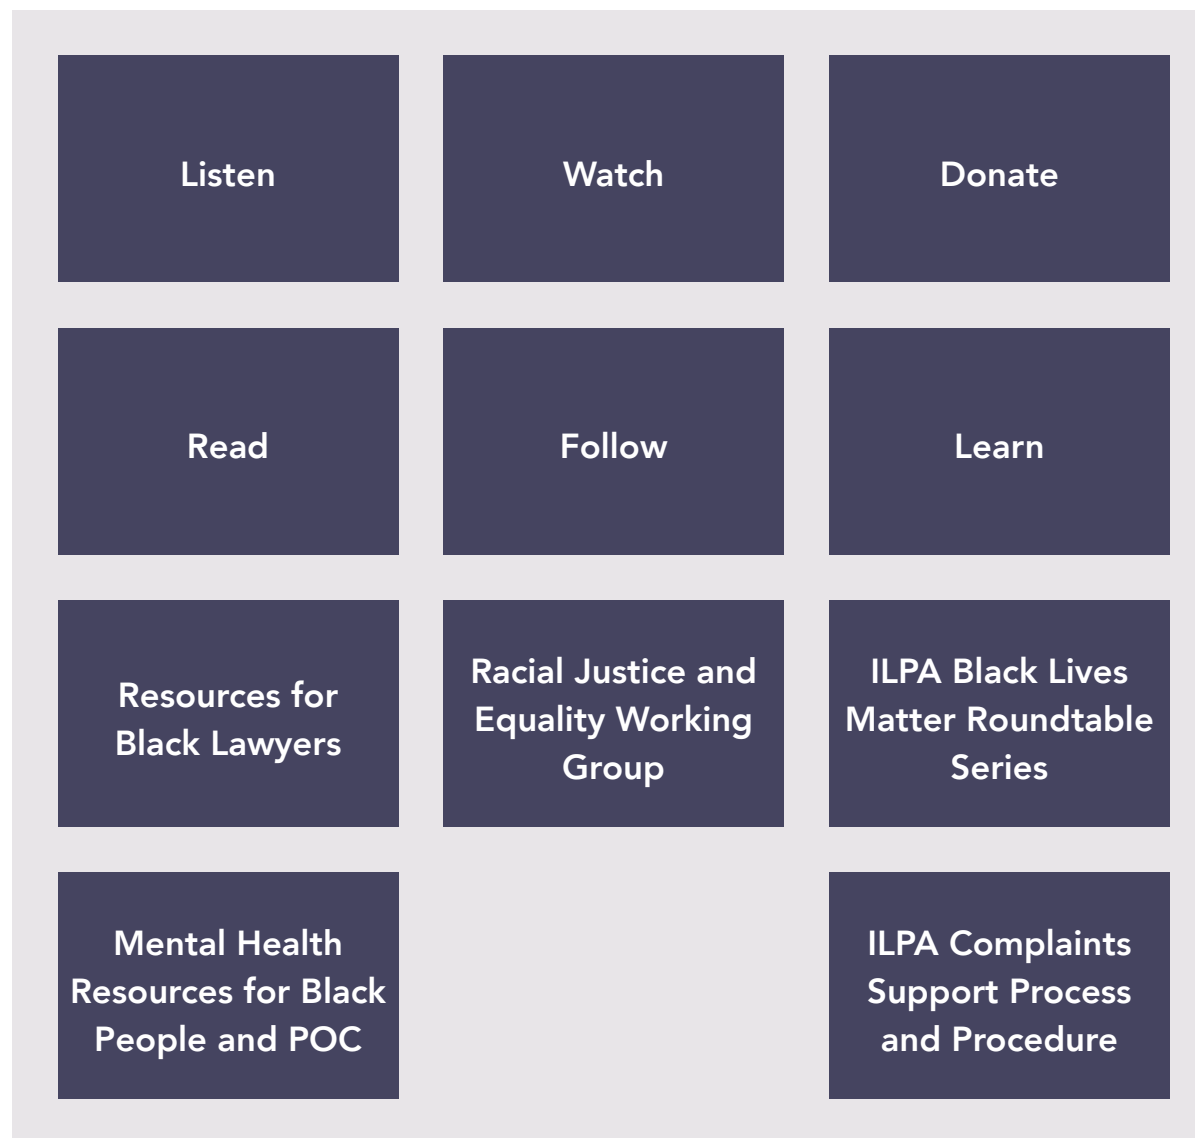 Listen
Watch
Donate
Read
Follow
Learn
Resources for
Black Lawyers
Racial Justice and
Equality Working
Group
ILPA Black Lives
Matter Roundtable
Series
Mental Health
Resources for Black
People and POC
ILPA Complaints
Support Process
and Procedure